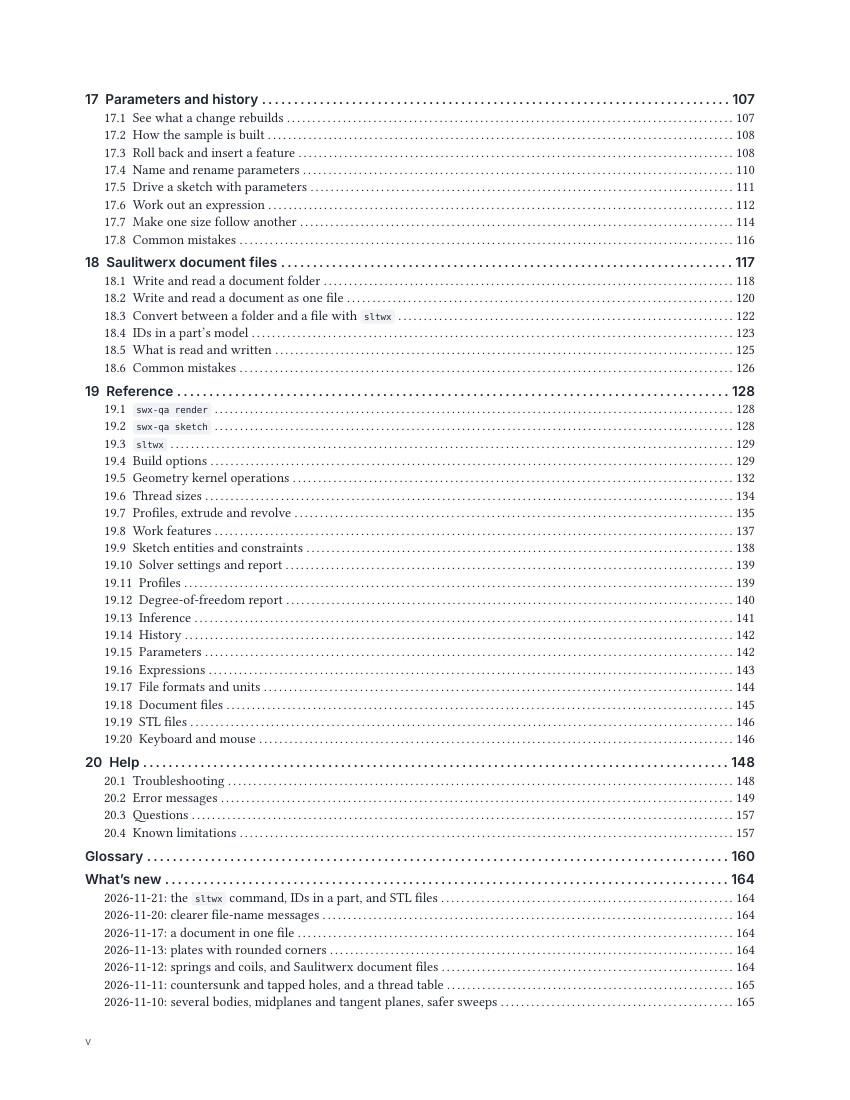 17 Parameters and history 107
17.1 See what a change rebuilds 107
17.2 How the sample is built 108
17.3 Roll back and insert a feature 108
17.4 Name and rename parameters 110
17.5 Drive a sketch with parameters 111
17.6 Work out an expression 112
17.7 Make one size follow another 114
17.8 Common mistakes 116
18 Saulitwerx document files 117
18.1 Write and read a document folder 118
18.2 Write and read a document as one file 120
18.3 Convert between a folder and a file with sltwx 122
18.4 IDs in a part's model 123
18.5 What is read and written 125
18.6 Common mistakes 126
19 Reference 128
19.1 swx-qa render 128
19.2 swx-qa sketch 128
19.3 sltwx 129
19.4 Build options 129
19.5 Geometry kernel operations 132
19.6 Thread sizes 134
19.7 Profiles, extrude and revolve 135
19.8 Work features 137
19.9 Sketch entities and constraints 138
19.10 Solver settings and report 139
19.11 Profiles 139
19.12 Degree-of-freedom report 140
19.13 Inference 141
19.14 History 142
19.15 Parameters 142
19.16 Expressions 143
19.17 File formats and units 144
19.18 Document files 145
19.19 STL files 146
19.20 Keyboard and mouse 146
20 Help 148
20.1 Troubleshooting 148
20.2 Error messages 149
20.3 Questions 157
20.4 Known limitations 157
Glossary 160
What's new 164
2026-11-21: the sltwx command, IDs in a part, and STL files 164
2026-11-20: clearer file-name messages 164
2026-11-17: a document in one file 164
2026-11-13: plates with rounded corners 164
2026-11-12: springs and coils, and Saulitwerx document files 164
2026-11-11: countersunk and tapped holes, and a thread table 165
2026-11-10: several bodies, midplanes and tangent planes, safer sweeps 165
v